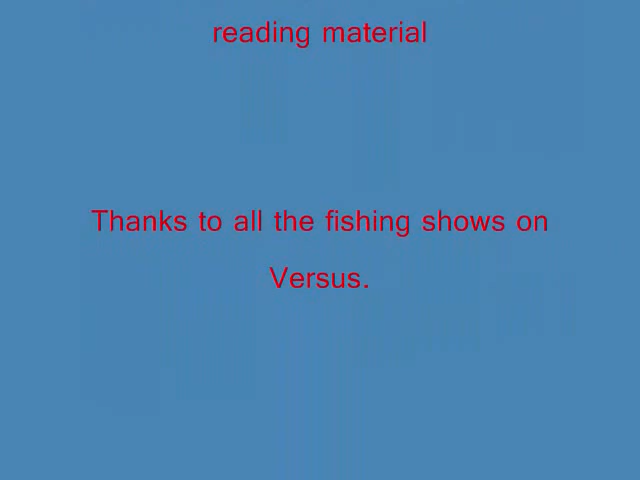 reading material
Thanks to all the fishing shows on
Versus.